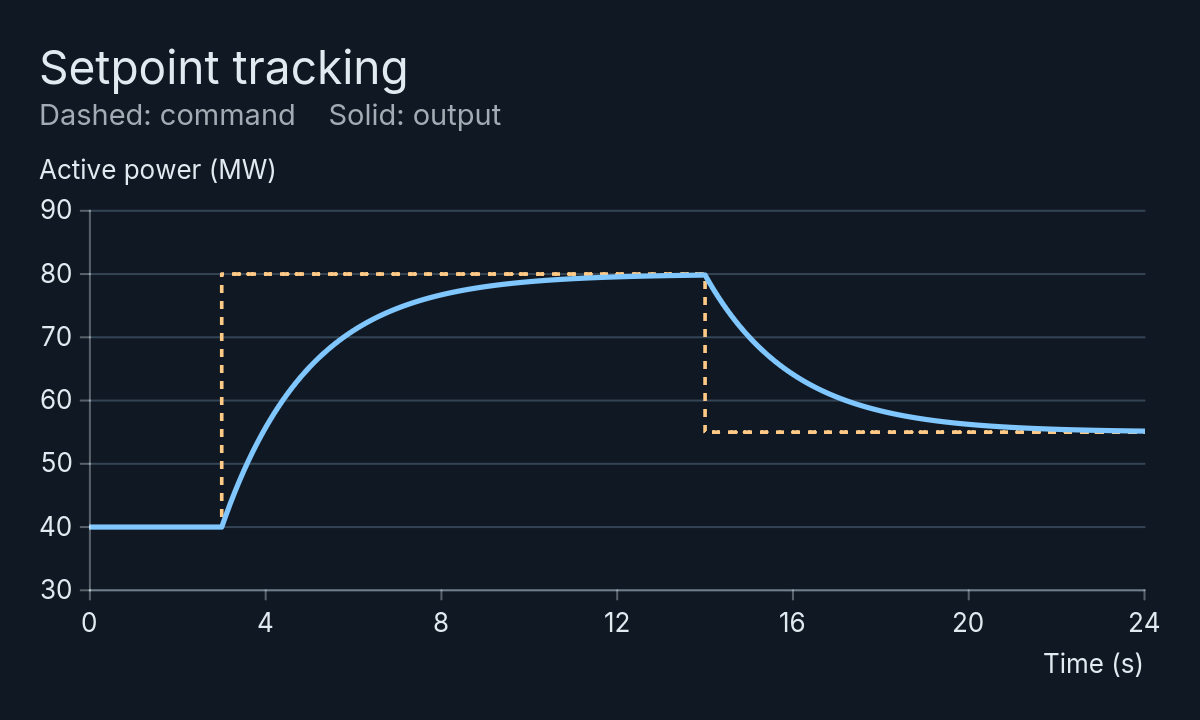 Setpoint tracking
Dashed: command Solid: output
Active power (MW)
90
80
70
60
50
40
30
0 4 8 12 16 20 24
Time (s)